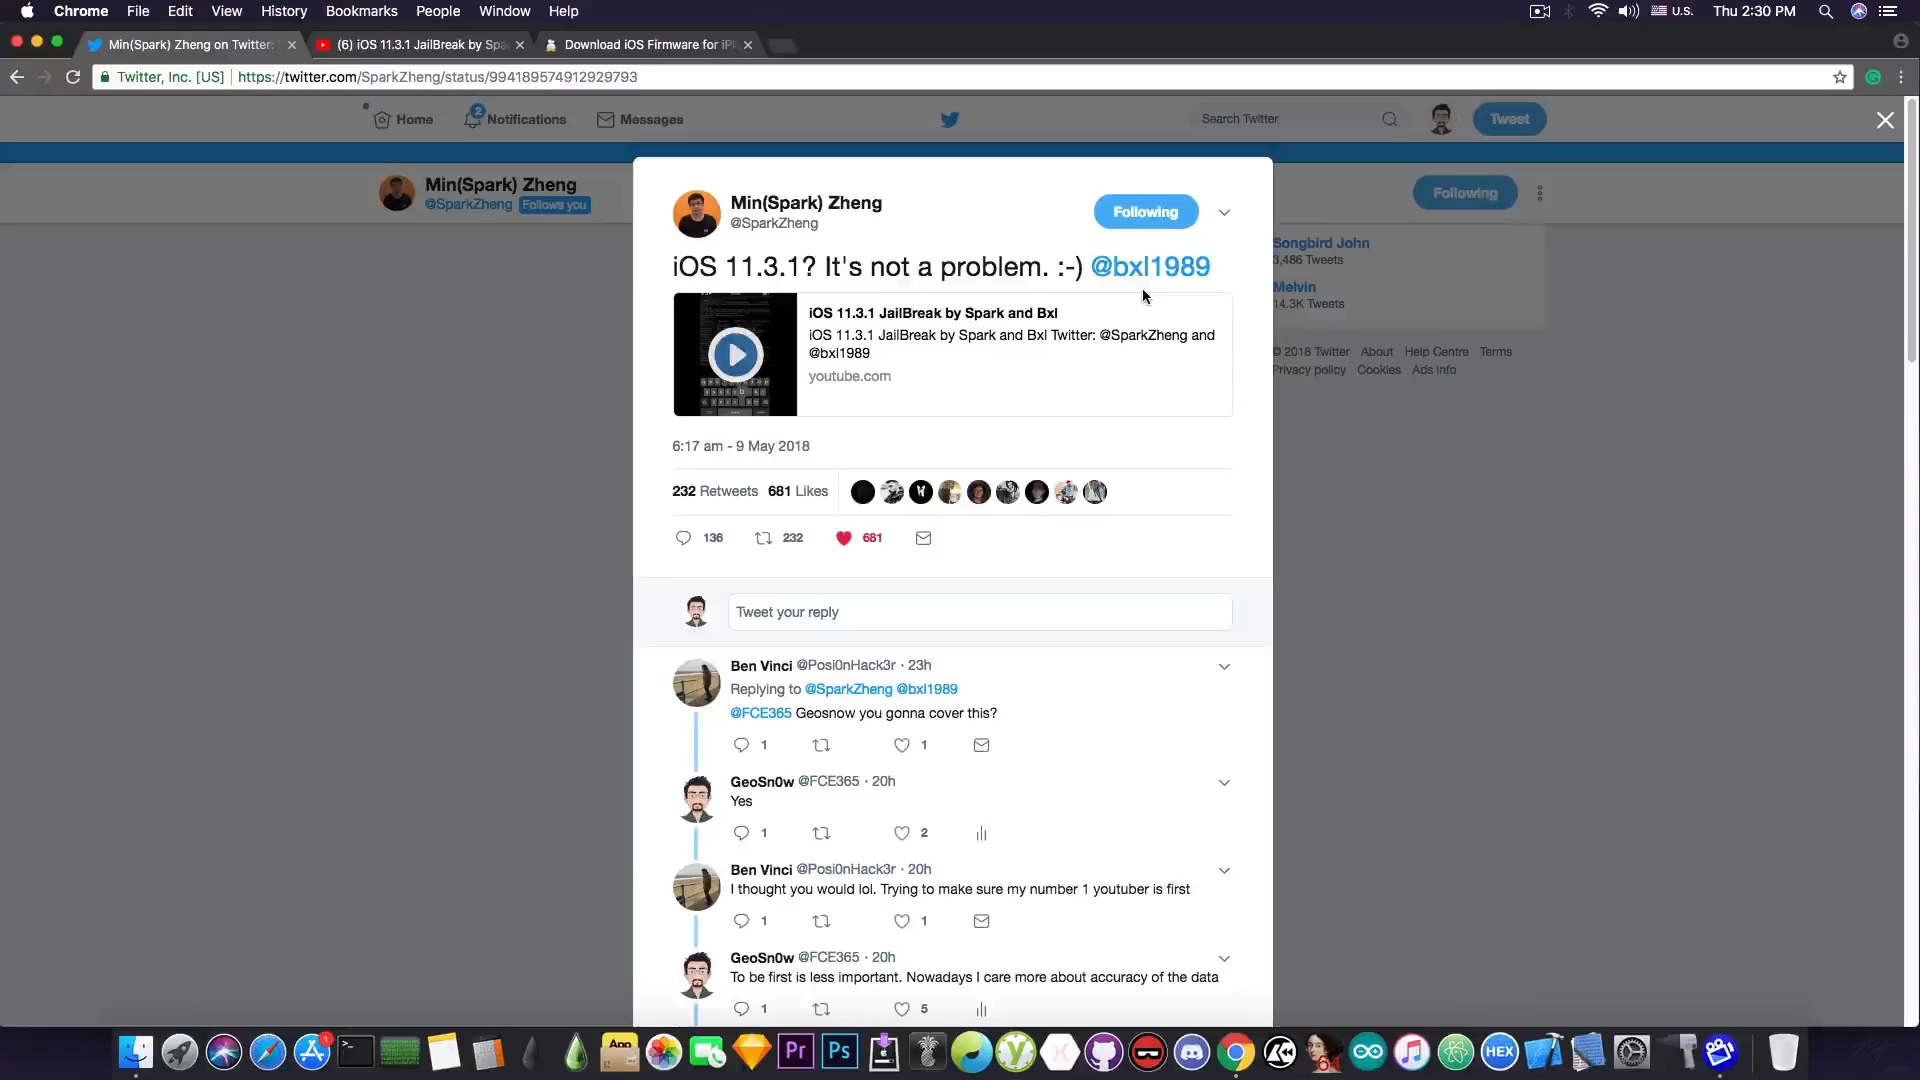 Chrome File Edit View History Bookmarks People Window Help U.S. Thu 2:30 PM
Min(Spark) Zheng on Twitter: (6) iOS 11.3.1 JailBreak by Spa Download iOS Firmware for iP
Twitter, Inc. [US] https://twitter.com/SparkZheng/status/994189574912929793
Home 2 Notifications Messages Search Twitter Tweet
Min(Spark) Zheng
@SparkZheng Follows you
Following
Min(Spark) Zheng
@SparkZheng
Following
iOS 11.3.1? It's not a problem. :-) @bxl1989
iOS 11.3.1 JailBreak by Spark and Bxl
iOS 11.3.1 JailBreak by Spark and Bxl Twitter: @SparkZheng and
@bxl1989
youtube.com
6:17 am - 9 May 2018
232 Retweets 681 Likes
136 232 681
Tweet your reply
Ben Vinci @Posi0nHack3r · 23h
Replying to @SparkZheng @bxl1989
@FCE365 Geosnow you gonna cover this?
1 1
GeoSn0w @FCE365 · 20h
Yes
1 2
Ben Vinci @Posi0nHack3r · 20h
I thought you would lol. Trying to make sure my number 1 youtuber is first
1 1
GeoSn0w @FCE365 · 20h
To be first is less important. Nowadays I care more about accuracy of the data
1 5
Songbird John
3,486 Tweets
Melvin
14.3K Tweets
© 2018 Twitter About Help Centre Terms
Privacy policy Cookies Ads info
1 App Pr Ps 64 HEX